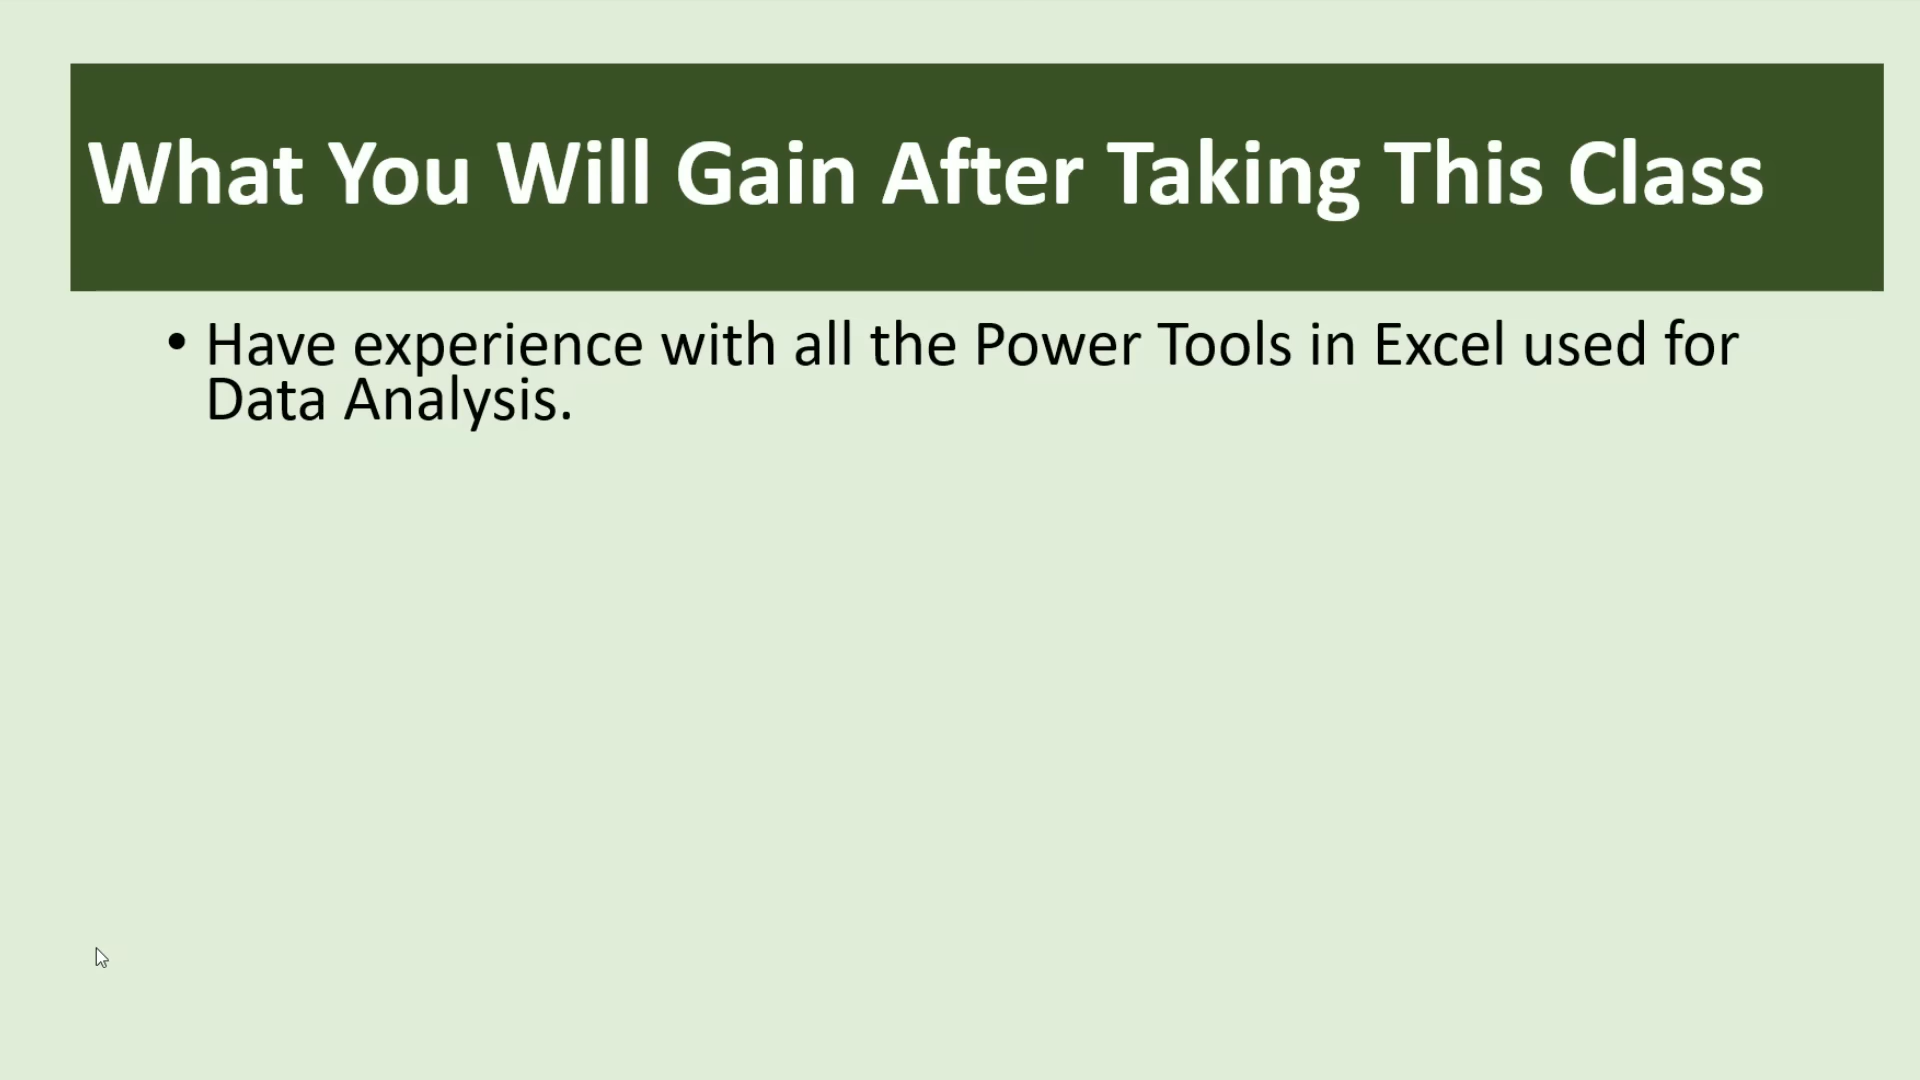 What You Will Gain After Taking This Class
• Have experience with all the Power Tools in Excel used for
Data Analysis.